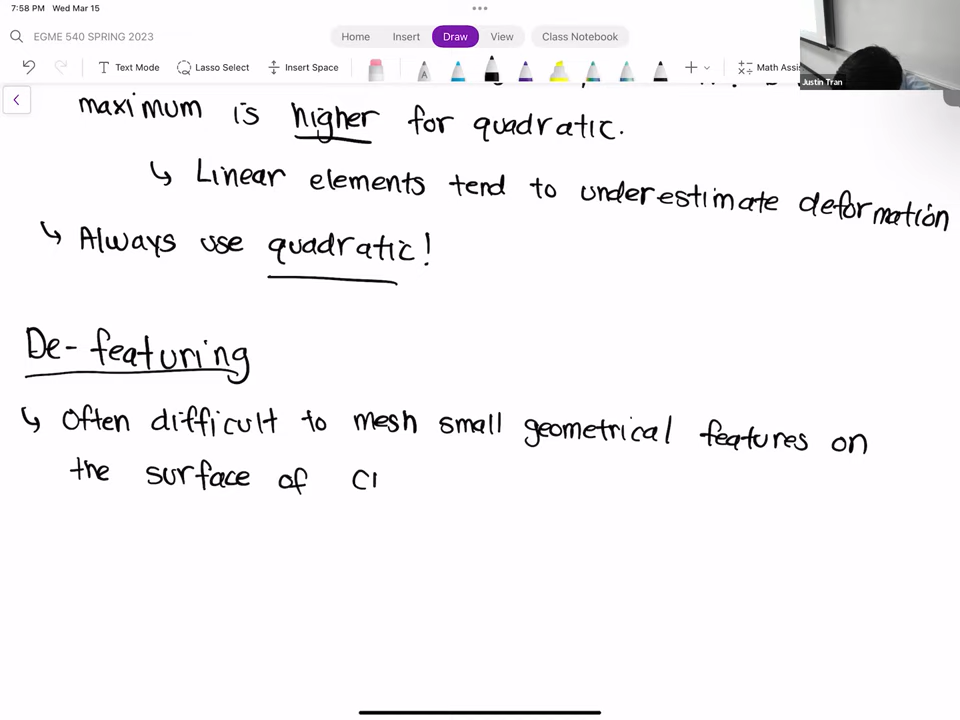 7:58 PM Wed Mar 15
EGME 540 SPRING 2023
Home Insert Draw View Class Notebook
Text Mode Lasso Select Insert Space Math Assis
Justin Tran
maximum is higher for quadratic.
↳ Linear elements tend to underestimate deformation
↳ Always use quadratic!
De-featuring
↳ Often difficult to mesh small geometrical features on
the surface of